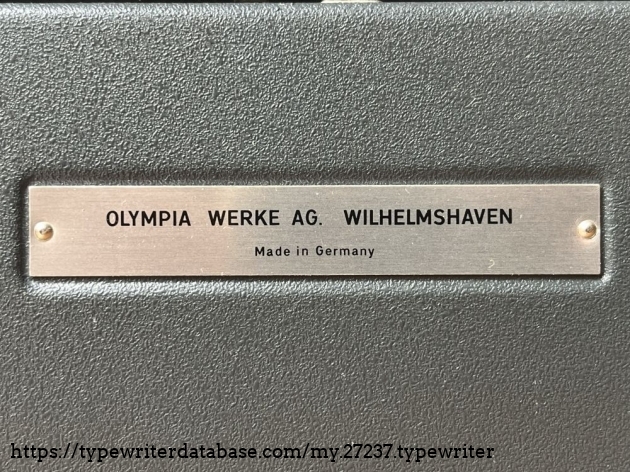 OLYMPIA WERKE AG. WILHELMSHAVEN
Made in Germany
https://typewriterdatabase.com/my.27237.typewriter